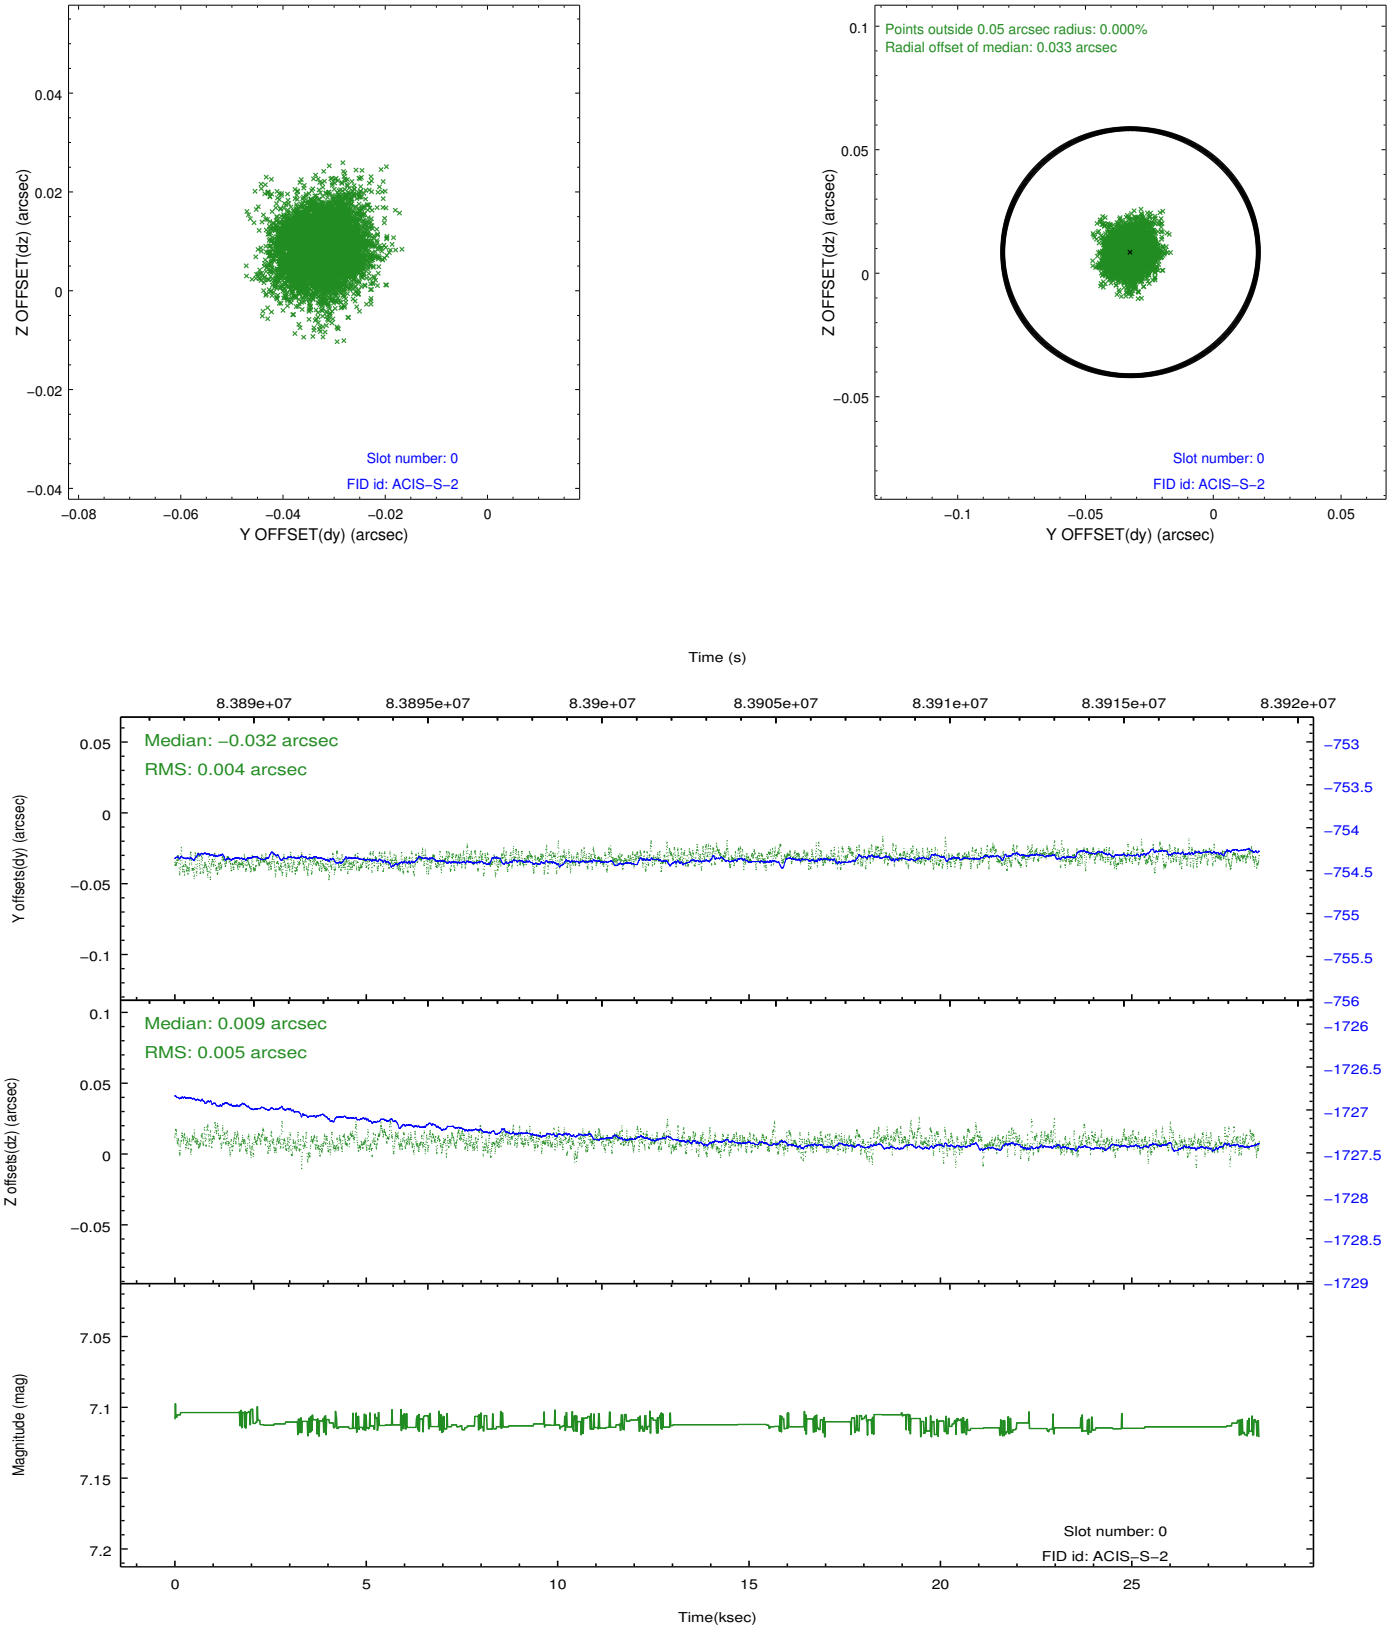 0.04
0.02
0
−0.02
−0.04
Z OFFSET(dz) (arcsec)
Slot number: 0
FID id: ACIS−S−2
−0.08 −0.06 −0.04 −0.02 0
Y OFFSET(dy) (arcsec)
Points outside 0.05 arcsec radius: 0.000%
Radial offset of median: 0.033 arcsec
0.1
0.05
0
−0.05
Z OFFSET(dz) (arcsec)
Slot number: 0
FID id: ACIS−S−2
−0.1 −0.05 0 0.05
Y OFFSET(dy) (arcsec)
Time (s)
8.389e+07 8.3895e+07 8.39e+07 8.3905e+07 8.391e+07 8.3915e+07 8.392e+07
Median: −0.032 arcsec
RMS: 0.004 arcsec
0.05
0
−0.05
−0.1
Y offsets(dy) (arcsec)
−753
−753.5
−754
−754.5
−755
−755.5
−756
Median: 0.009 arcsec
RMS: 0.005 arcsec
0.1
0.05
0
−0.05
Z offsets(dz) (arcsec)
−1726
−1726.5
−1727
−1727.5
−1728
−1728.5
−1729
7.05
7.1
7.15
7.2
Magnitude (mag)
Slot number: 0
FID id: ACIS−S−2
0 5 10 15 20 25
Time(ksec)